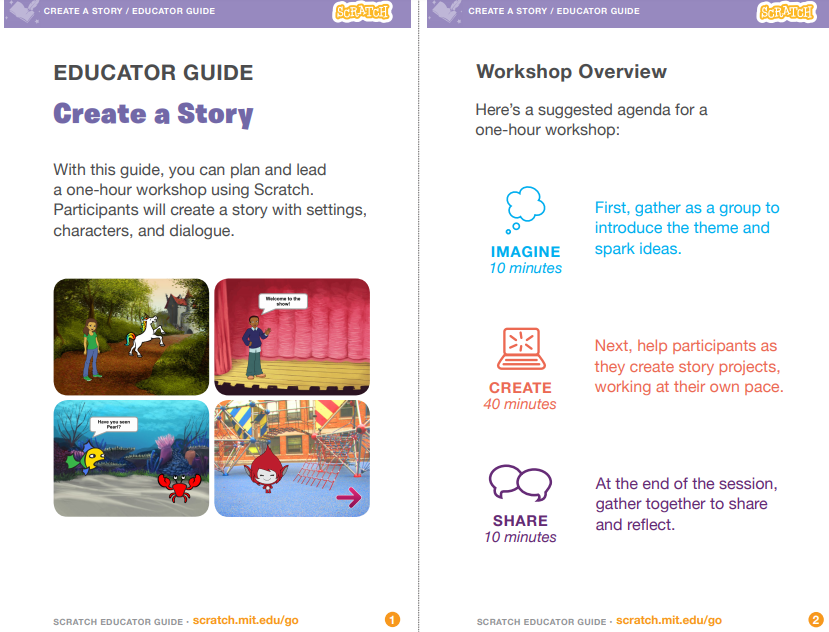 CREATE A STORY / EDUCATOR GUIDE
SCRATCH
EDUCATOR GUIDE
Create a Story
With this guide, you can plan and lead
a one-hour workshop using Scratch.
Participants will create a story with settings,
characters, and dialogue.
Welcome to the
show!
Have you seen
Pearl?
SCRATCH EDUCATOR GUIDE • scratch.mit.edu/go
1
CREATE A STORY / EDUCATOR GUIDE
SCRATCH
Workshop Overview
Here’s a suggested agenda for a
one-hour workshop:
IMAGINE
10 minutes
First, gather as a group to
introduce the theme and
spark ideas.
CREATE
40 minutes
Next, help participants as
they create story projects,
working at their own pace.
SHARE
10 minutes
At the end of the session,
gather together to share
and reflect.
SCRATCH EDUCATOR GUIDE • scratch.mit.edu/go
2